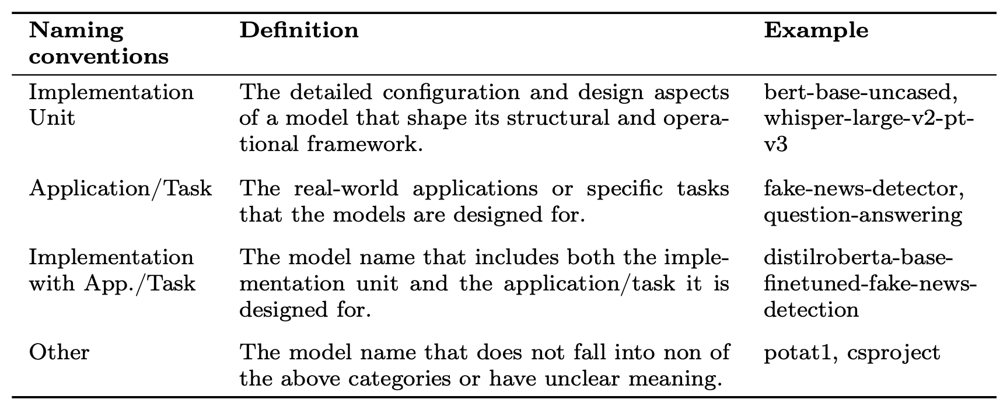 Naming conventions Definition Example
Implementation Unit The detailed configuration and design aspects of a model that shape its structural and opera-tional framework. bert-base-uncased, whisper-large-v2-pt-v3
Application/Task The real-world applications or specific tasks that the models are designed for. fake-news-detector, question-answering
Implementation with App./Task The model name that includes both the imple-mentation unit and the application/task it is designed for. distilroberta-base-finetuned-fake-news-detection
Other The model name that does not fall into non of the above categories or have unclear meaning. potat1, csproject